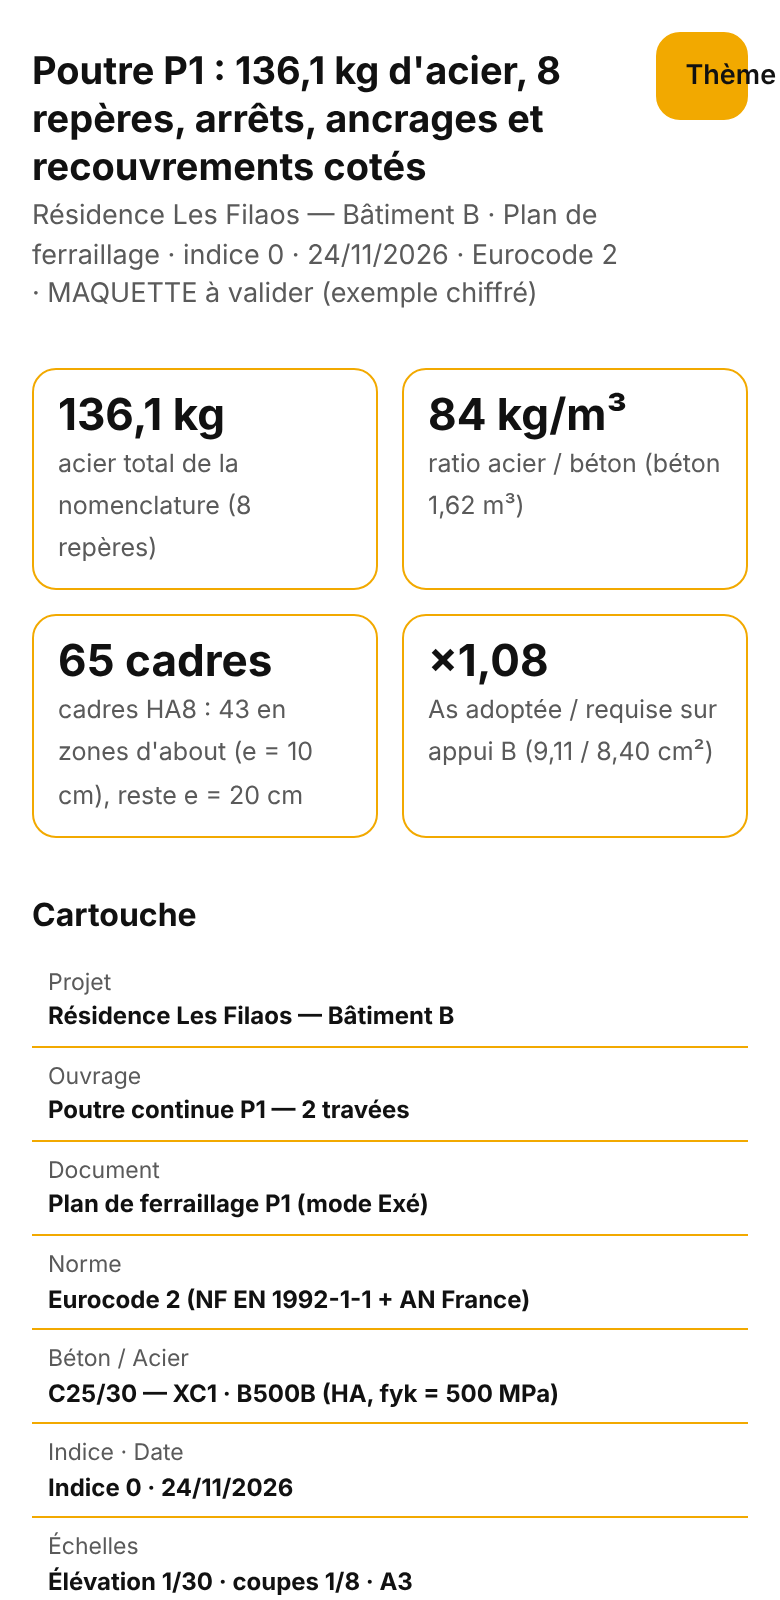 Poutre P1 : 136,1 kg d'acier, 8
repères, arrêts, ancrages et
recouvrements cotés
Thème
Résidence Les Filaos — Bâtiment B · Plan de
ferraillage · indice 0 · 24/11/2026 · Eurocode 2
· MAQUETTE à valider (exemple chiffré)
136,1 kg
acier total de la
nomenclature (8
repères)
84 kg/m³
ratio acier / béton (béton
1,62 m³)
65 cadres
cadres HA8 : 43 en
zones d'about (e = 10
cm), reste e = 20 cm
×1,08
As adoptée / requise sur
appui B (9,11 / 8,40 cm²)
Cartouche
Projet
Résidence Les Filaos — Bâtiment B
Ouvrage
Poutre continue P1 — 2 travées
Document
Plan de ferraillage P1 (mode Exé)
Norme
Eurocode 2 (NF EN 1992-1-1 + AN France)
Béton / Acier
C25/30 — XC1 · B500B (HA, fyk = 500 MPa)
Indice · Date
Indice 0 · 24/11/2026
Échelles
Élévation 1/30 · coupes 1/8 · A3